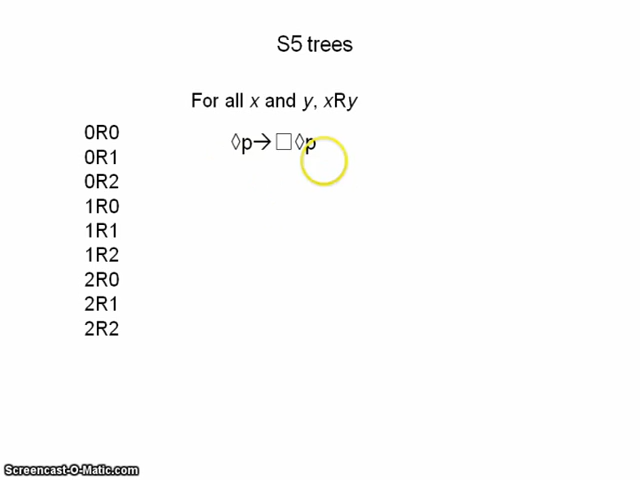 S5 trees
For all x and y, xRy
◊p→□◊p
0R0
0R1
0R2
1R0
1R1
1R2
2R0
2R1
2R2
Screencast-O-Matic.com